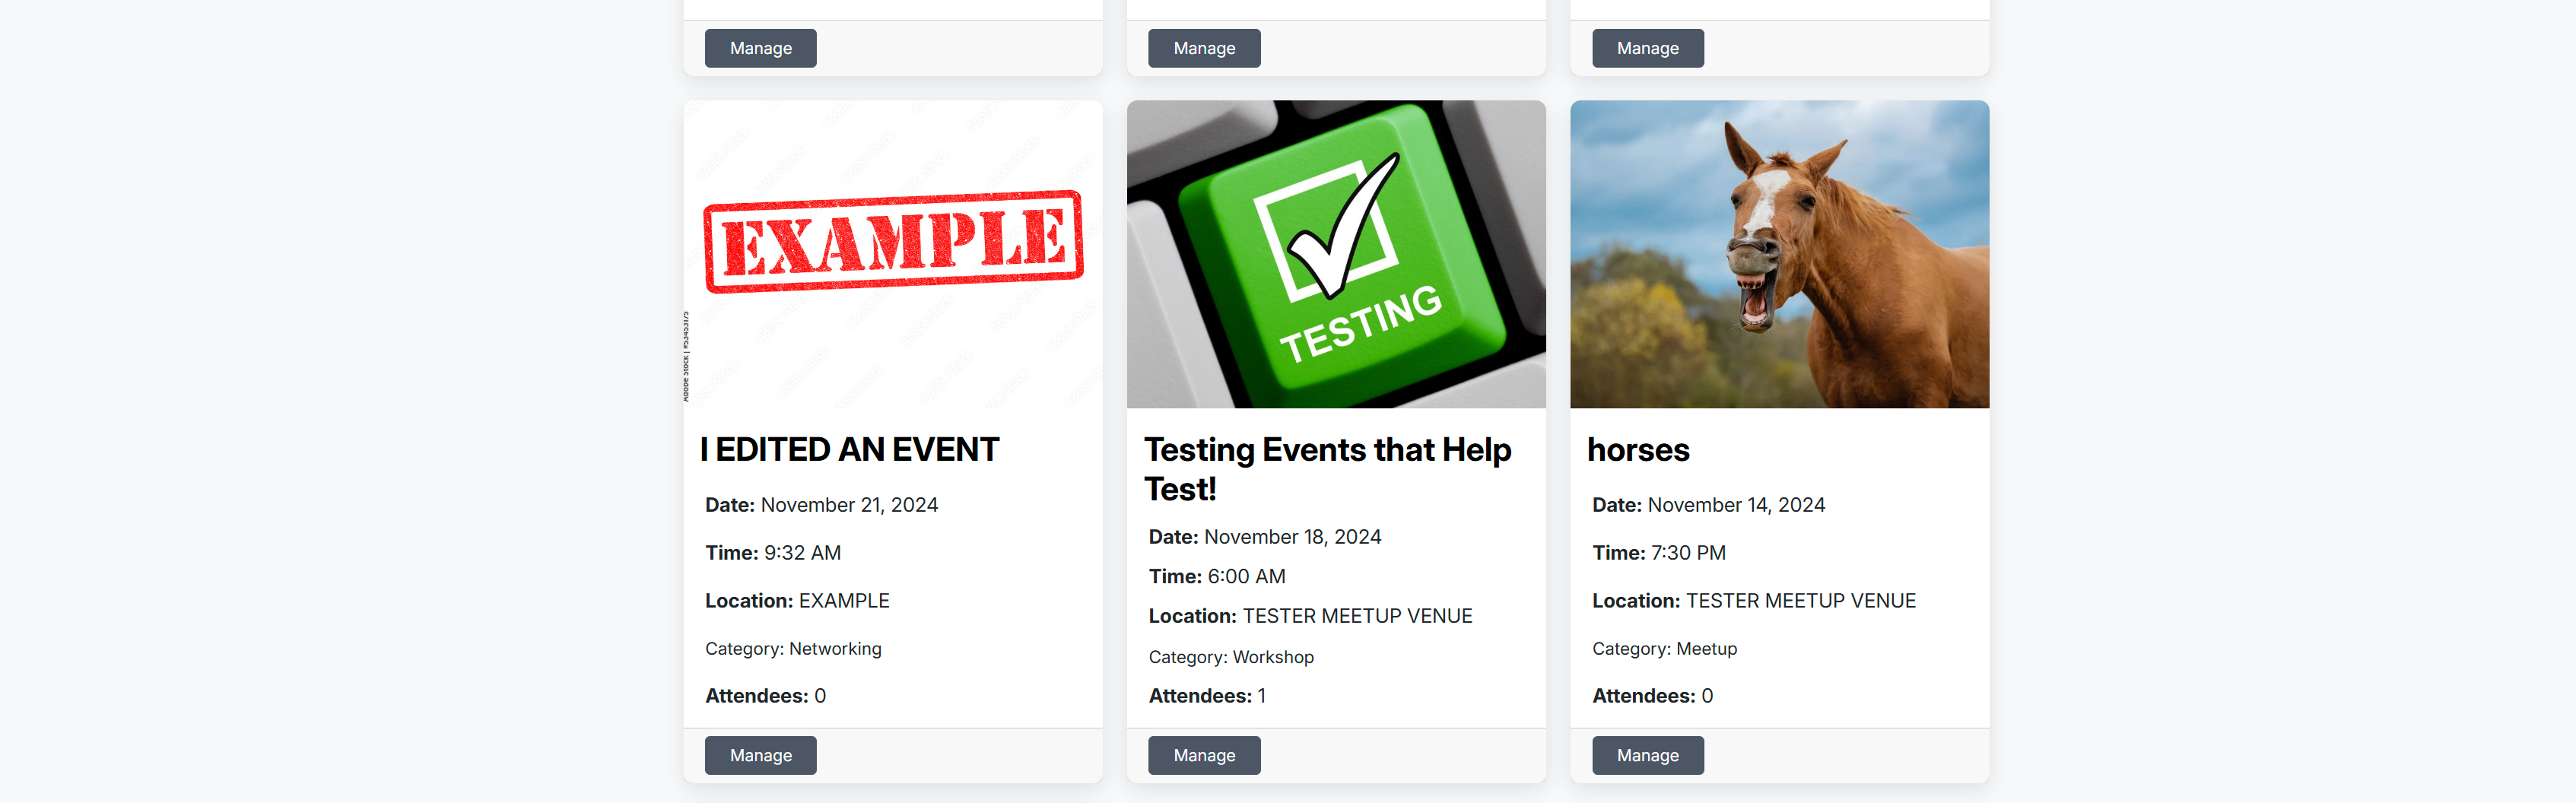 Manage
Manage
Manage
EXAMPLE
Adobe Stock | #
TESTING
I EDITED AN EVENT
Date: November 21, 2024
Time: 9:32 AM
Location: EXAMPLE
Category: Networking
Attendees: 0
Manage
Testing Events that Help
Test!
Date: November 18, 2024
Time: 6:00 AM
Location: TESTER MEETUP VENUE
Category: Workshop
Attendees: 1
Manage
horses
Date: November 14, 2024
Time: 7:30 PM
Location: TESTER MEETUP VENUE
Category: Meetup
Attendees: 0
Manage